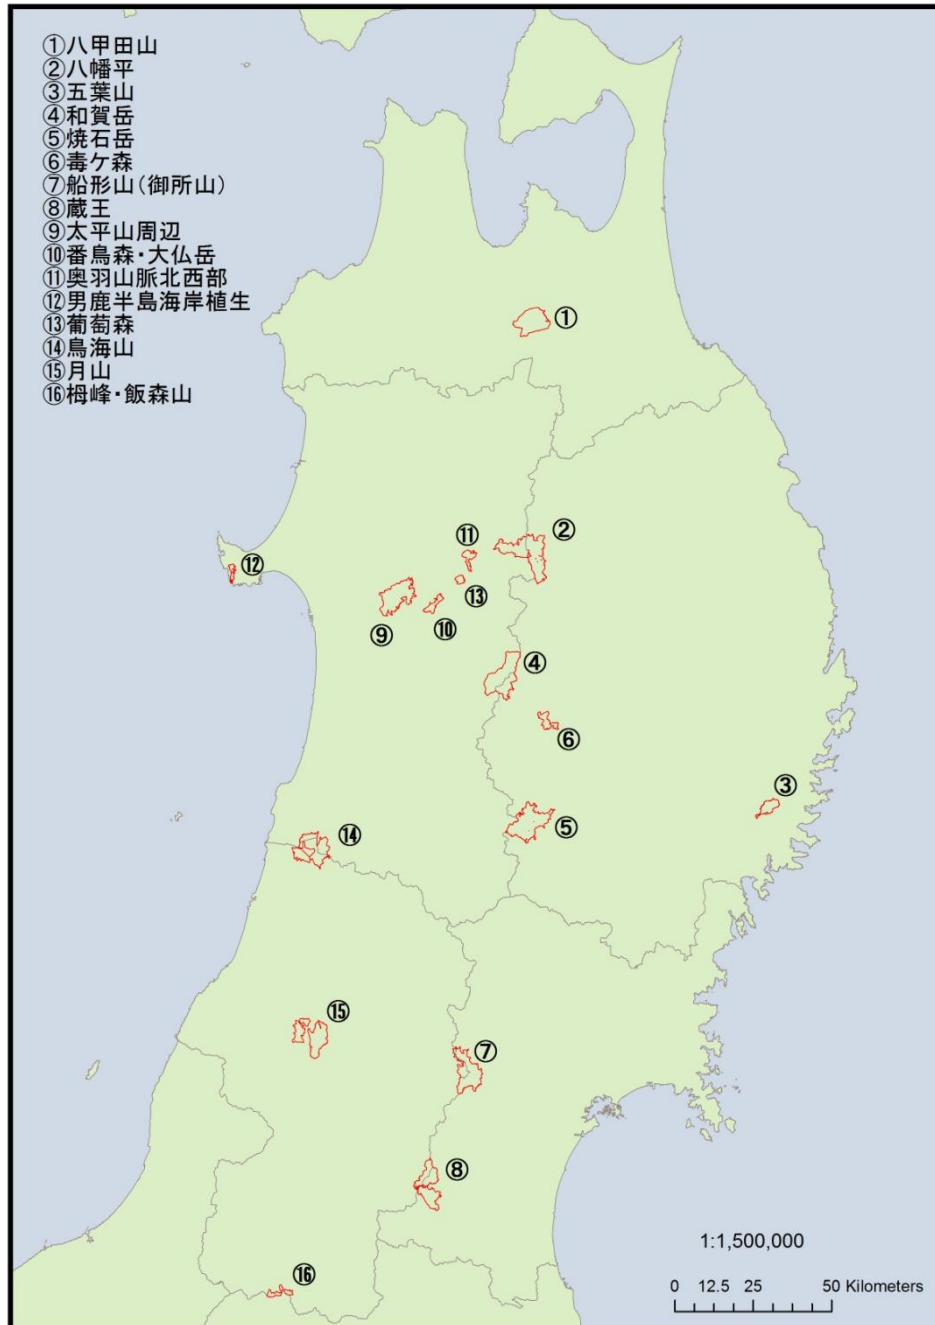 ①八甲田山
②八幡平
③五葉山
④和賀岳
⑤焼石岳
⑥毒ケ森
⑦船形山(御所山)
⑧蔵王
⑨太平山周辺
⑩番鳥森・大仏岳
⑪奥羽山脈北西部
⑫男鹿半島海岸植生
⑬葡萄森
⑭鳥海山
⑮月山
⑯栂峰・飯森山
①
②
⑪
⑫
⑬
⑩
⑨
④
⑥
③
⑤
⑭
⑮
⑦
⑧
⑯
1:1,500,000
0 12.5 25 50 Kilometers